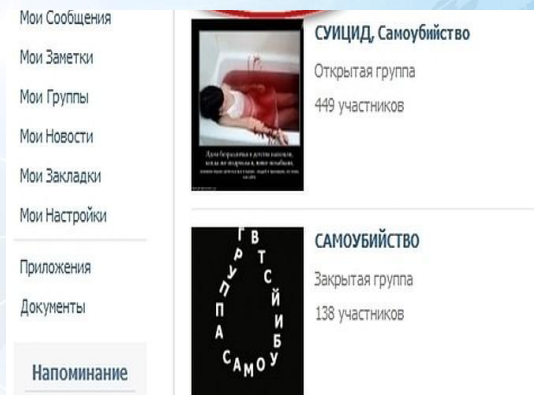 Мои Сообщения
Мои Заметки
Мои Группы
Мои Новости
Мои Закладки
Мои Настройки
Приложения
Документы
Напоминание
СУИЦИД, Самоубийство
Открытая группа
449 участников
САМОУБИЙСТВО
Закрытая группа
138 участников
ГРУППА САМОУБИЙСТВ